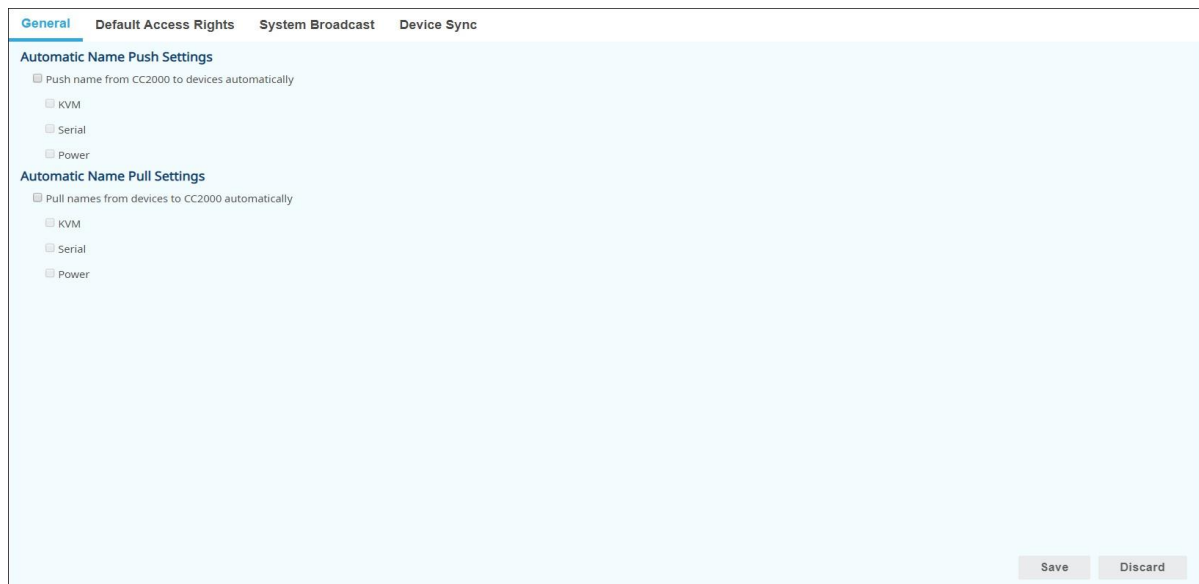 General Default Access Rights System Broadcast Device Sync
Automatic Name Push Settings
Push name from CC2000 to devices automatically
KVM
Serial
Power
Automatic Name Pull Settings
Pull names from devices to CC2000 automatically
KVM
Serial
Power
Save Discard